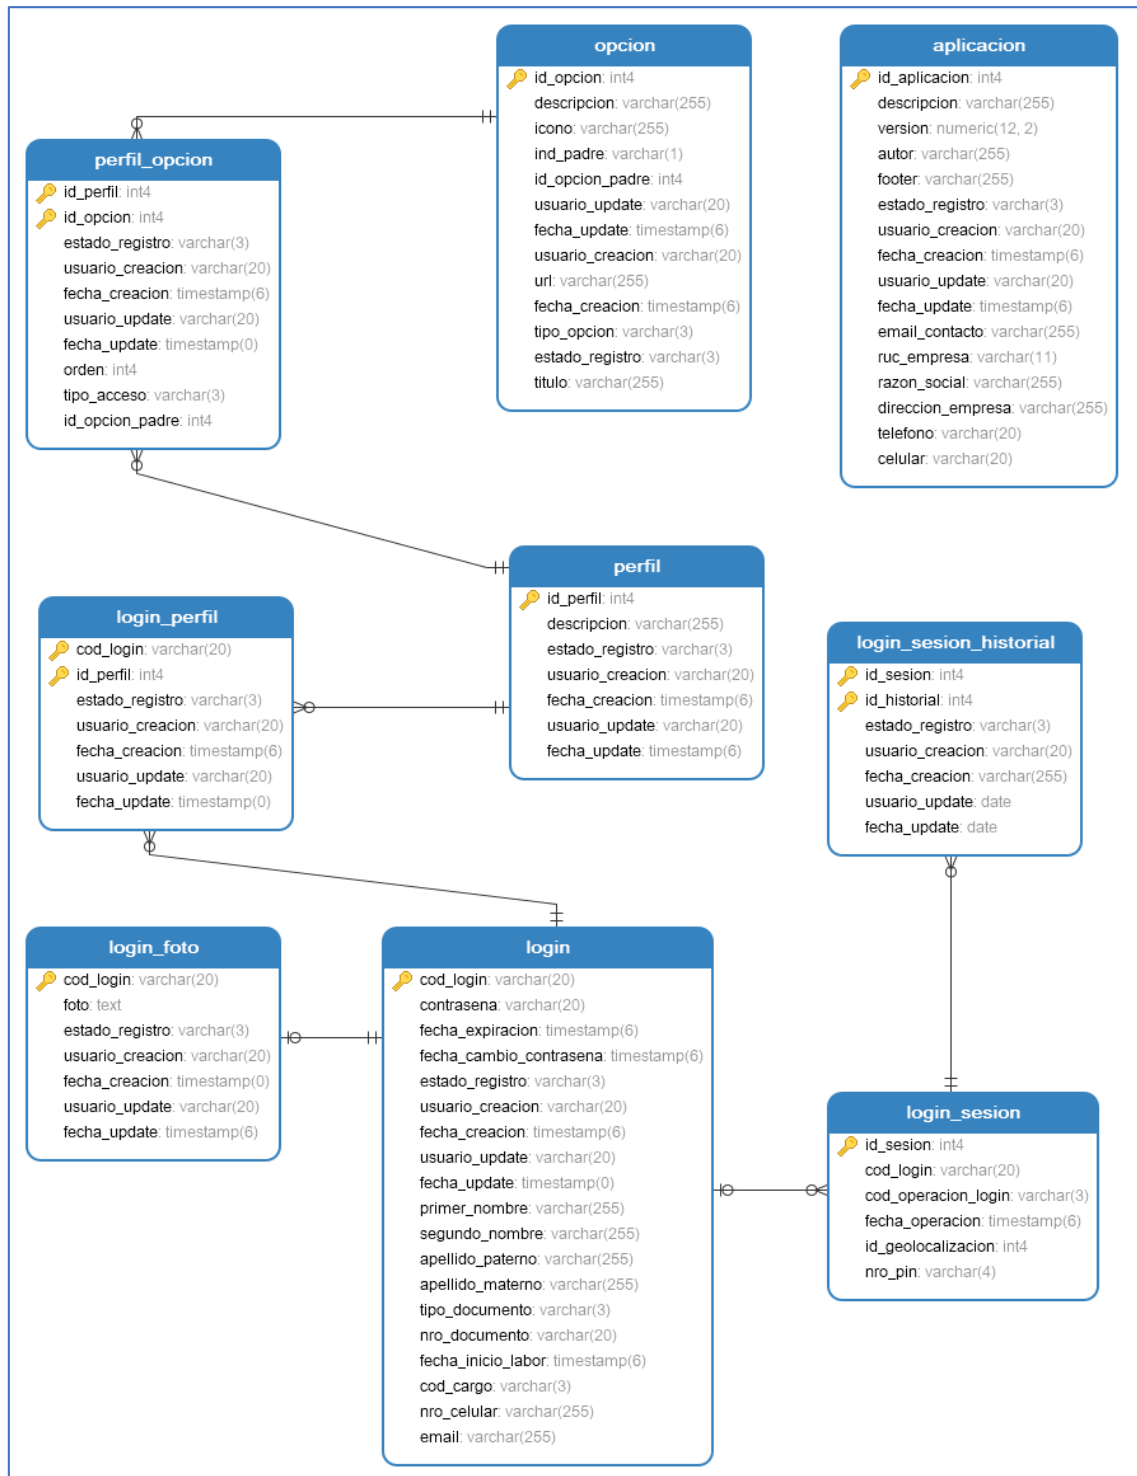 opcion
id_opcion: int4
descripcion: varchar(255)
icono: varchar(255)
ind_padre: varchar(1)
id_opcion_padre: int4
usuario_update: varchar(20)
fecha_update: timestamp(6)
usuario_creacion: varchar(20)
url: varchar(255)
fecha_creacion: timestamp(6)
tipo_opcion: varchar(3)
estado_registro: varchar(3)
titulo: varchar(255)
aplicacion
id_aplicacion: int4
descripcion: varchar(255)
version: numeric(12, 2)
autor: varchar(255)
footer: varchar(255)
estado_registro: varchar(3)
usuario_creacion: varchar(20)
fecha_creacion: timestamp(6)
usuario_update: varchar(20)
fecha_update: timestamp(6)
email_contacto: varchar(255)
ruc_empresa: varchar(11)
razon_social: varchar(255)
direccion_empresa: varchar(255)
telefono: varchar(20)
celular: varchar(20)
perfil_opcion
id_perfil: int4
id_opcion: int4
estado_registro: varchar(3)
usuario_creacion: varchar(20)
fecha_creacion: timestamp(6)
usuario_update: varchar(20)
fecha_update: timestamp(0)
orden: int4
tipo_acceso: varchar(3)
id_opcion_padre: int4
perfil
id_perfil: int4
descripcion: varchar(255)
estado_registro: varchar(3)
usuario_creacion: varchar(20)
fecha_creacion: timestamp(6)
usuario_update: varchar(20)
fecha_update: timestamp(6)
login_perfil
cod_login: varchar(20)
id_perfil: int4
estado_registro: varchar(3)
usuario_creacion: varchar(20)
fecha_creacion: timestamp(6)
usuario_update: varchar(20)
fecha_update: timestamp(0)
login_sesion_historial
id_sesion: int4
id_historial: int4
estado_registro: varchar(3)
usuario_creacion: varchar(20)
fecha_creacion: varchar(255)
usuario_update: date
fecha_update: date
login_foto
cod_login: varchar(20)
foto: text
estado_registro: varchar(3)
usuario_creacion: varchar(20)
fecha_creacion: timestamp(0)
usuario_update: varchar(20)
fecha_update: timestamp(6)
login
cod_login: varchar(20)
contrasena: varchar(20)
fecha_expiracion: timestamp(6)
fecha_cambio_contrasena: timestamp(6)
estado_registro: varchar(3)
usuario_creacion: varchar(20)
fecha_creacion: timestamp(6)
usuario_update: varchar(20)
fecha_update: timestamp(0)
primer_nombre: varchar(255)
segundo_nombre: varchar(255)
apellido_paterno: varchar(255)
apellido_materno: varchar(255)
tipo_documento: varchar(3)
nro_documento: varchar(20)
fecha_inicio_labor: timestamp(6)
cod_cargo: varchar(3)
nro_celular: varchar(255)
email: varchar(255)
login_sesion
id_sesion: int4
cod_login: varchar(20)
cod_operacion_login: varchar(3)
fecha_operacion: timestamp(6)
id_geolocalizacion: int4
nro_pin: varchar(4)